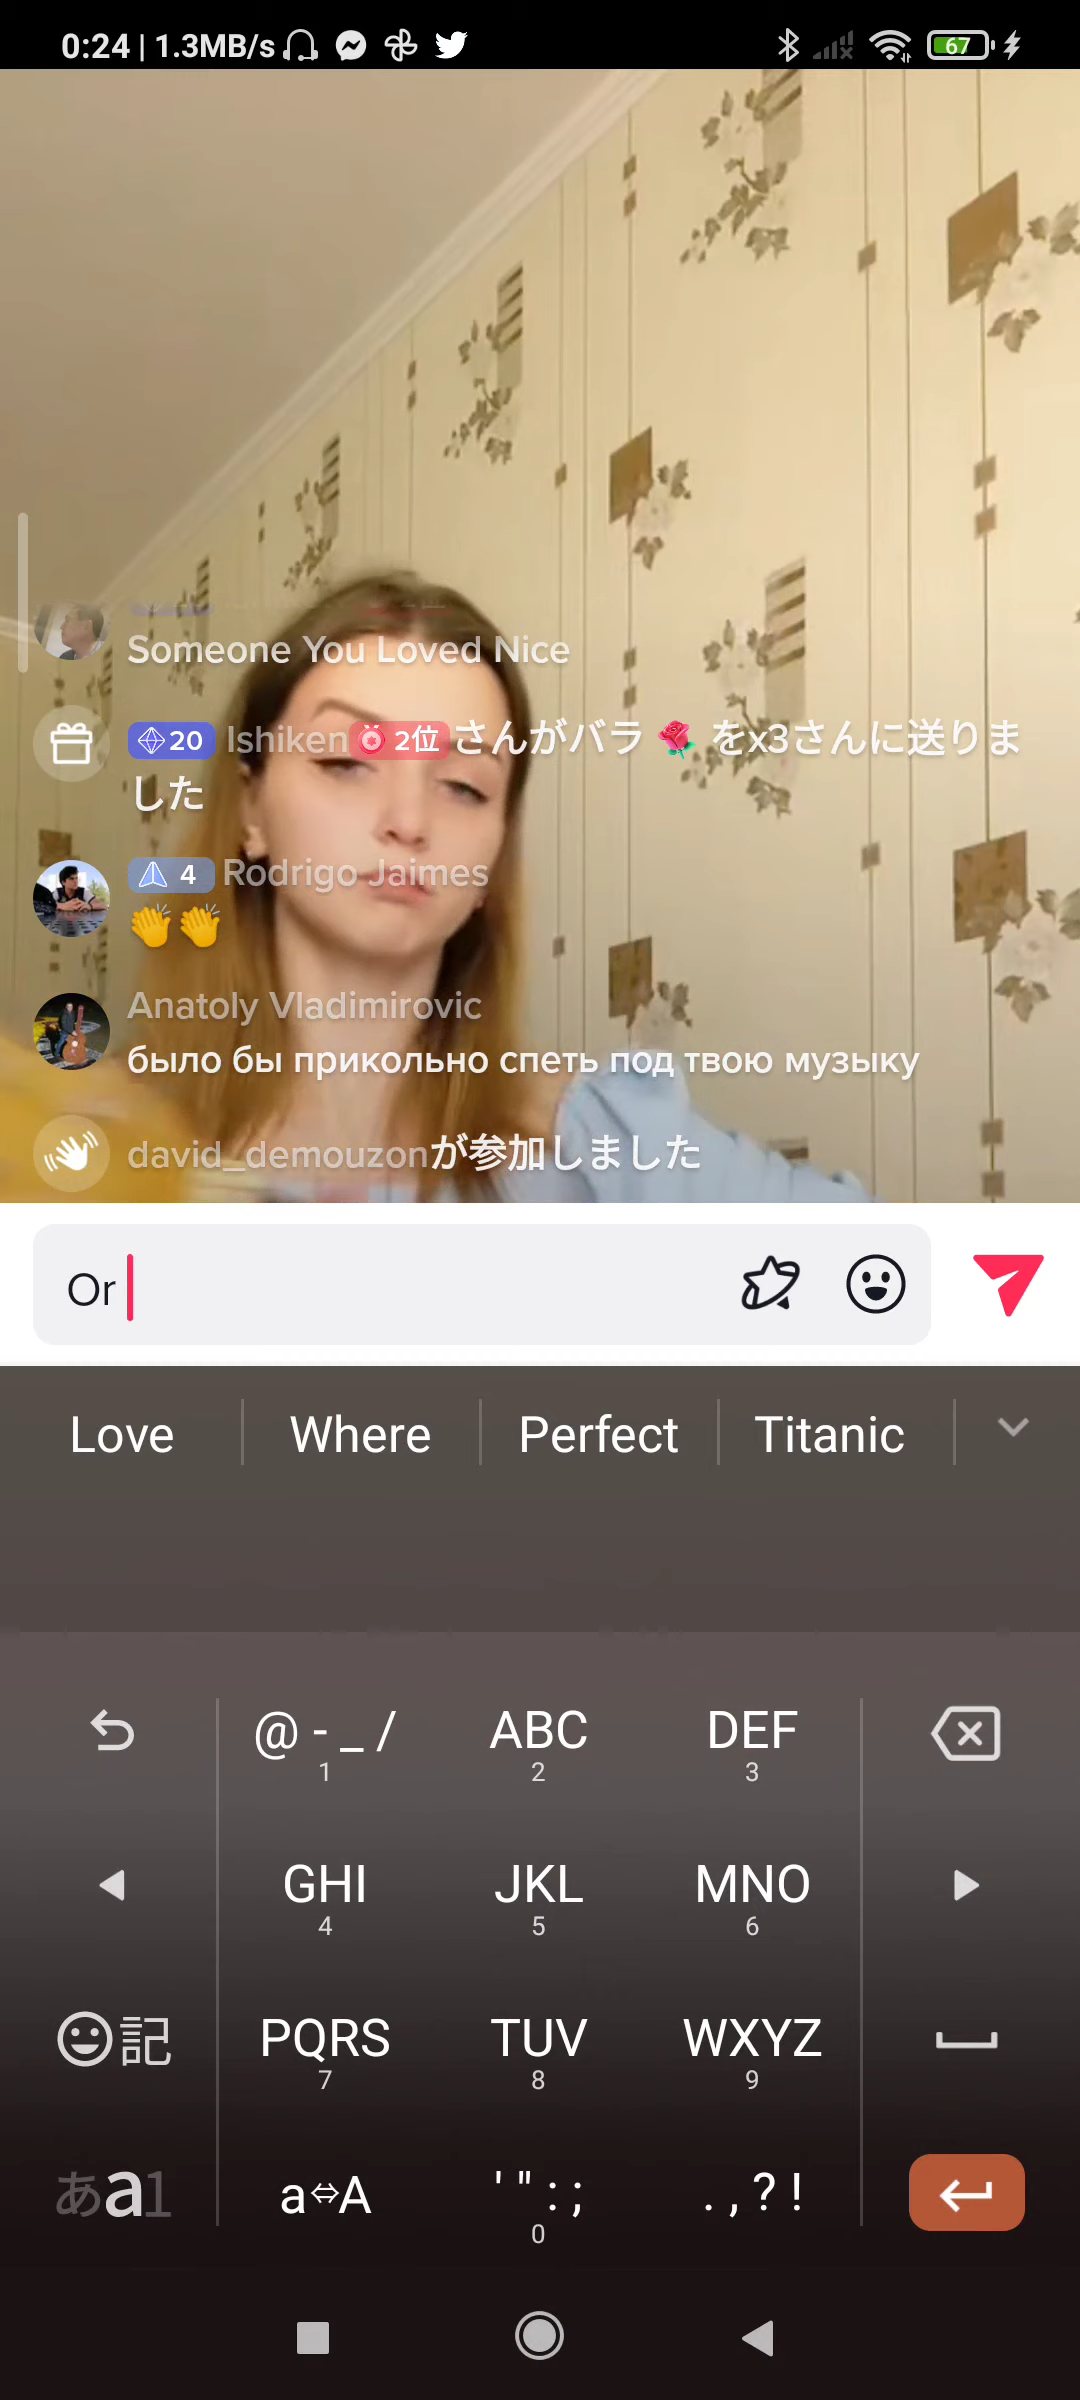 0:24 | 1.3MB/s
67
Someone You Loved Nice
20 Ishiken 2位 さんがバラ 🌹 をx3さんに送りま
した
4 Rodrigo Jaimes
👏👏
Anatoly Vladimirovic
было бы прикольно спеть под твою музыку
david_demouzonが参加しました
Or
Love Where Perfect Titanic
@ - _ / ABC DEF
1 2 3
GHI JKL MNO
4 5 6
記 PQRS TUV WXYZ
7 8 9
あa1 a⇔A ' " : ; . , ? !
0